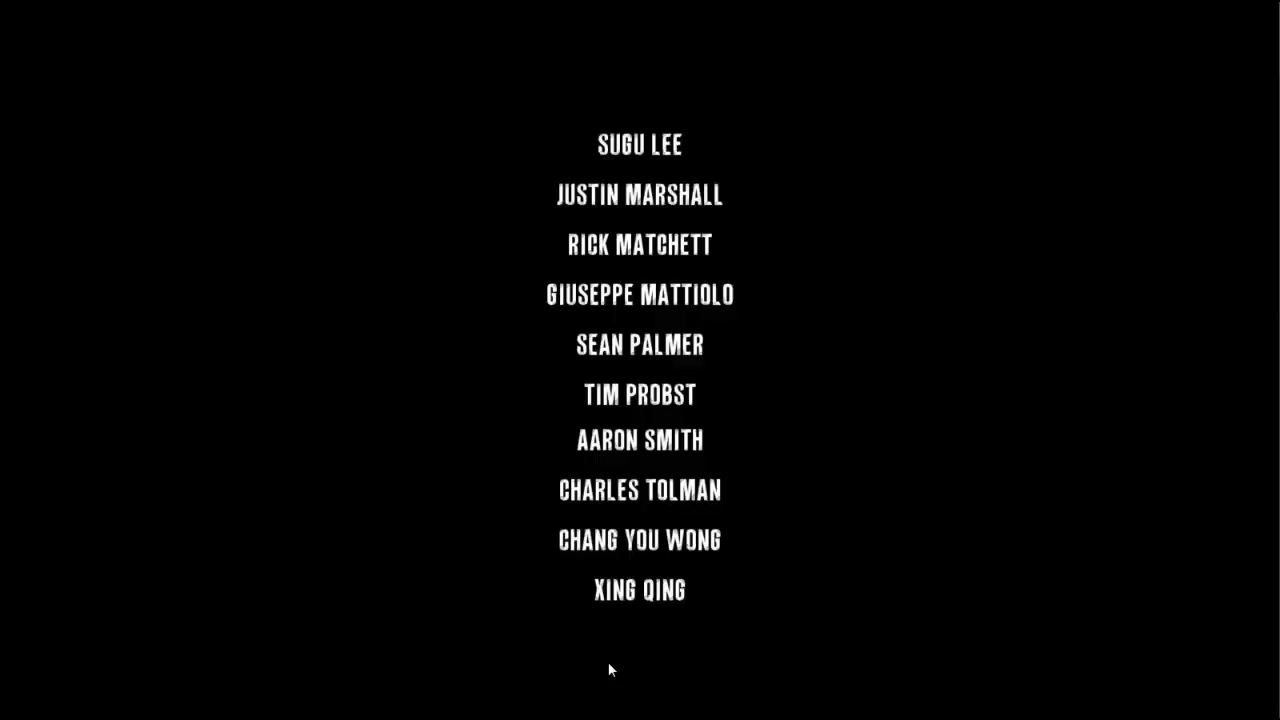 SUGU LEE
JUSTIN MARSHALL
RICK MATCHETT
GIUSEPPE MATTIOLO
SEAN PALMER
TIM PROBST
AARON SMITH
CHARLES TOLMAN
CHANG YOU WONG
XING QING